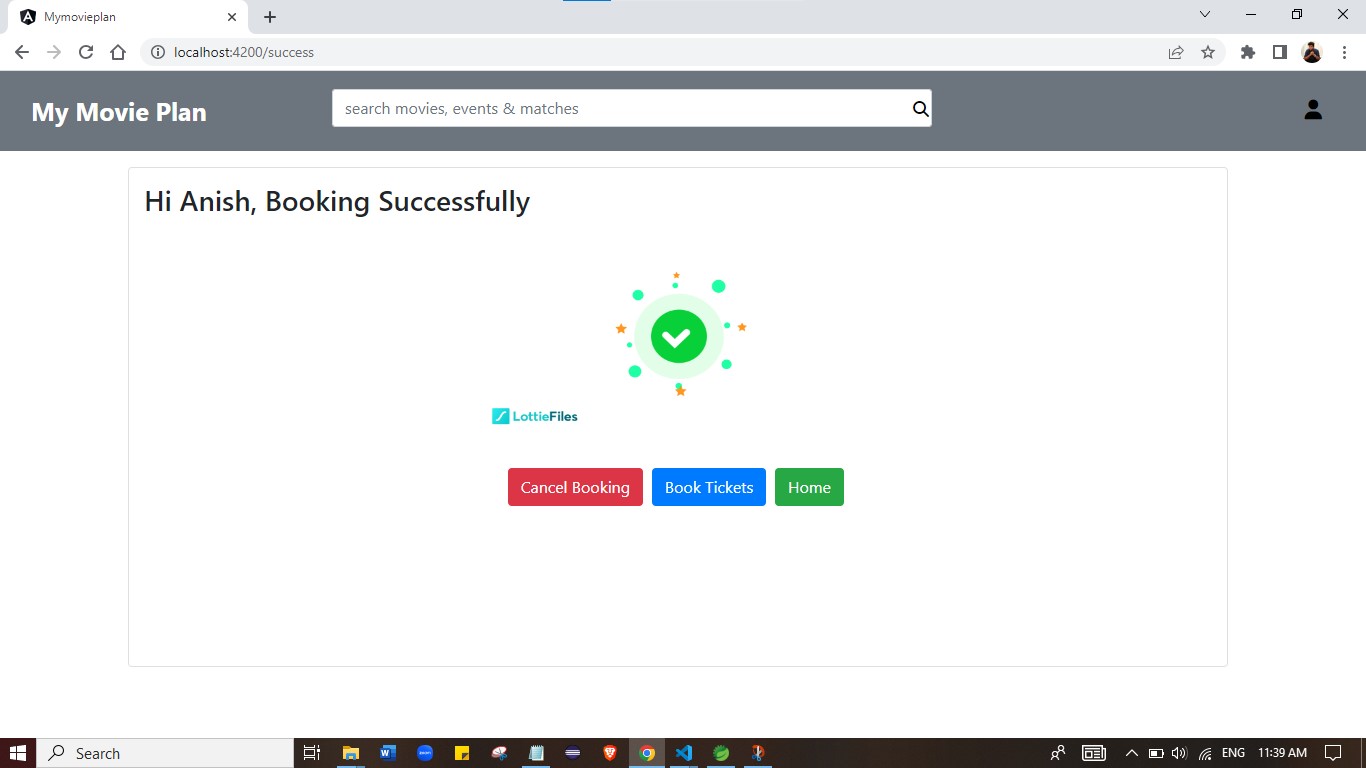 Mymovieplan
localhost:4200/success
My Movie Plan
search movies, events & matches
Hi Anish, Booking Successfully
LottieFiles
Cancel Booking
Book Tickets
Home
Search
ENG
11:39 AM